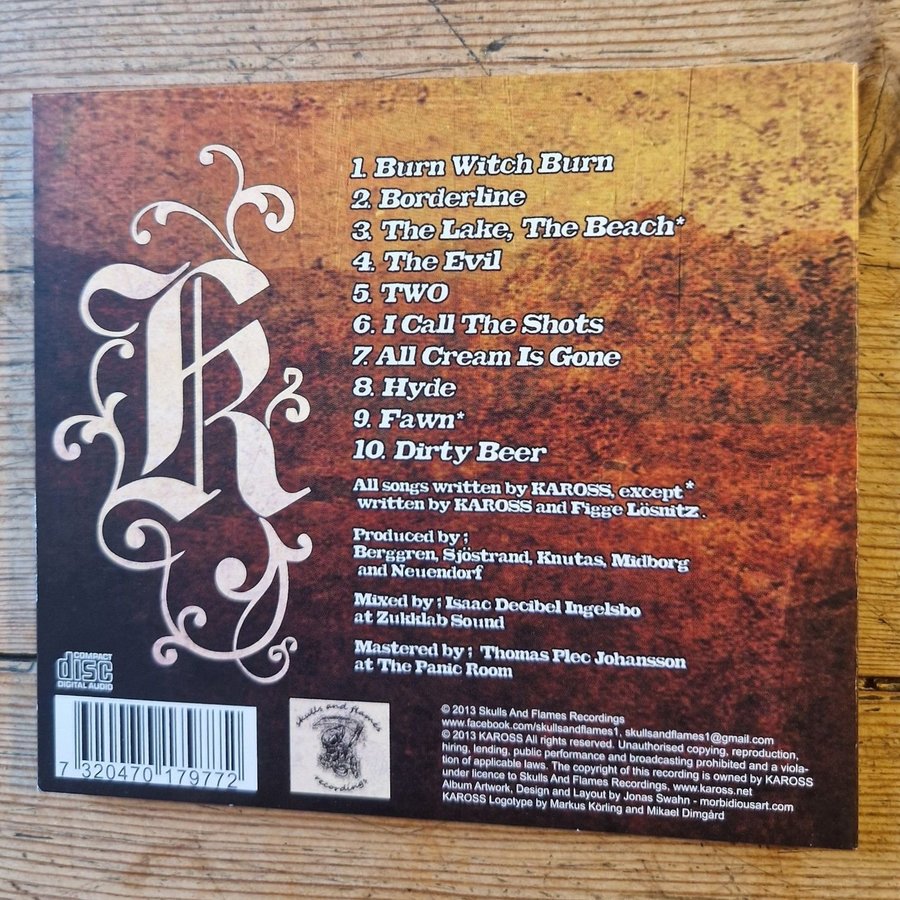 K
1. Burn Witch Burn
2. Borderline
3. The Lake, The Beach*
4. The Evil
5. TWO
6. I Call The Shots
7. All Cream Is Gone
8. Hyde
9. Fawn*
10. Dirty Beer
All songs written by KAROSS, except*
written by KAROSS and Figge Lösnitz.
Produced by;
Berggren, Sjöstrand, Knutas, Midborg
and Neuendorf
Mixed by; Isaac Decibel Ingelsbo
at Zukklab Sound
Mastered by; Thomas Plec Johansson
at The Panic Room
COMPACT
disc
DIGITAL AUDIO
7 320470 179772
Skulls and flames
recordings
© 2013 Skulls And Flames Recordings
www.facebook.com/skullsandflames1, skullsandflames1@gmail.com
© 2013 KAROSS All rights reserved. Unauthorised copying, reproduction,
hiring, lending, public performance and broadcasting prohibited and a viola-
tion of applicable laws. The copyright of this recording is owned by KAROSS
under licence to Skulls And Flames Recordings, www.kaross.net
Album Artwork, Design and Layout by Jonas Swahn - morbidiousart.com
KAROSS Logotype by Markus Körling and Mikael Dimgård